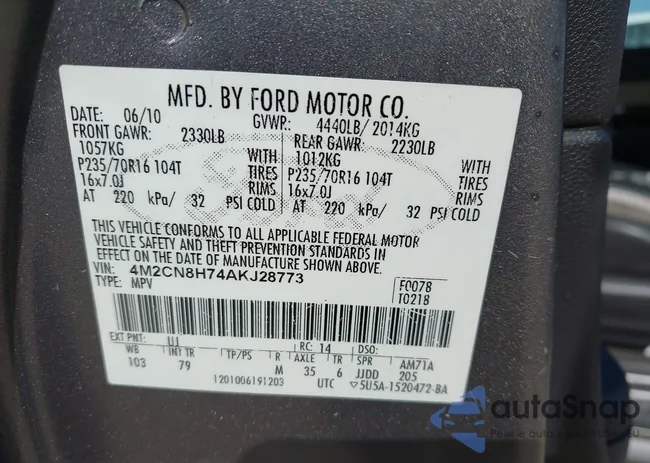 MFD. BY FORD MOTOR CO.
DATE: 06/10 GVWR: 4440LB/ 2014KG
FRONT GAWR: 2330LB REAR GAWR: 2230LB
1057KG WITH 1012KG WITH
P235/70R16 104T TIRES P235/70R16 104T TIRES
16x7.0J RIMS 16x7.0J RIMS
AT 220 kPa/ 32 PSI COLD AT 220 kPa/ 32 PSI COLD
THIS VEHICLE CONFORMS TO ALL APPLICABLE FEDERAL MOTOR
VEHICLE SAFETY AND THEFT PREVENTION STANDARDS IN
EFFECT ON THE DATE OF MANUFACTURE SHOWN ABOVE.
VIN: 4M2CN8H74AKJ28773 F0078
TYPE: MPV T0218
EXT PNT: UJ RC: 14 DSO:
WB INT TR TP/PS R AXLE TR SPR AM71A
103 79 M 35 6 JJDD 205
1201006191203 UTC ▽5U5A-1520472-BA
autoSnap
Pewne auto z